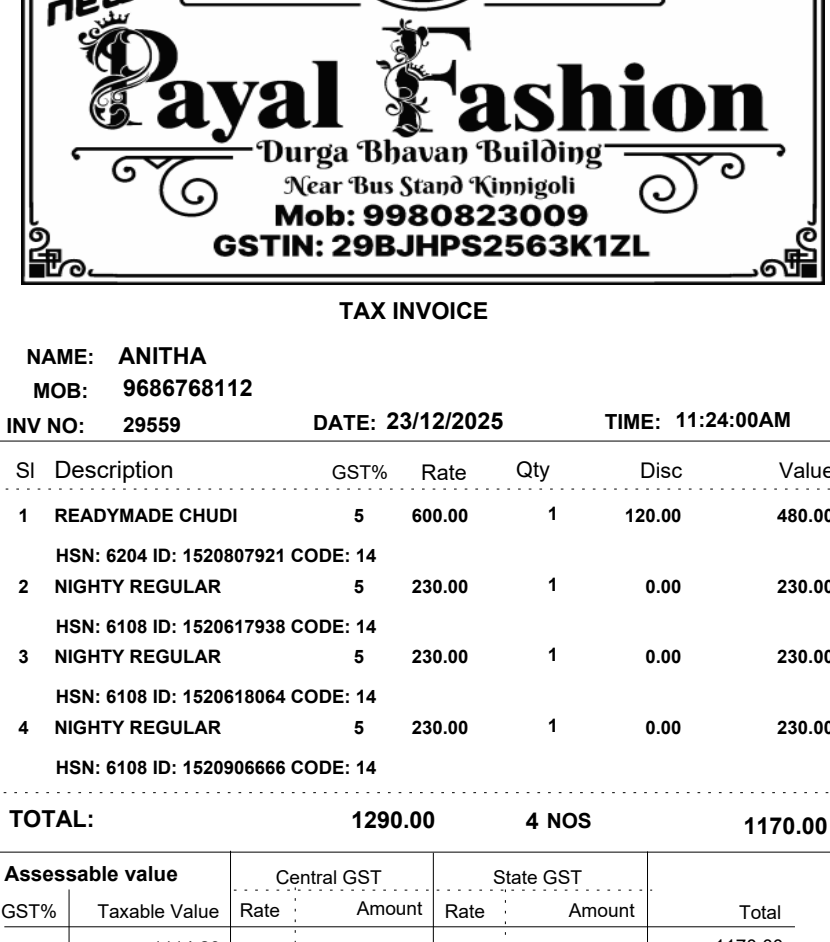 new
Payal Fashion
Durga Bhavan Building
Near Bus Stand Kinnigoli
Mob: 9980823009
GSTIN: 29BJHPS2563K1ZL
TAX INVOICE
NAME: ANITHA
MOB: 9686768112
INV NO: 29559 DATE: 23/12/2025 TIME: 11:24:00AM
Sl Description GST% Rate Qty Disc Value
1 READYMADE CHUDI 5 600.00 1 120.00 480.00
HSN: 6204 ID: 1520807921 CODE: 14
2 NIGHTY REGULAR 5 230.00 1 0.00 230.00
HSN: 6108 ID: 1520617938 CODE: 14
3 NIGHTY REGULAR 5 230.00 1 0.00 230.00
HSN: 6108 ID: 1520618064 CODE: 14
4 NIGHTY REGULAR 5 230.00 1 0.00 230.00
HSN: 6108 ID: 1520906666 CODE: 14
TOTAL: 1290.00 4 NOS 1170.00
Assessable value Central GST State GST
GST% Taxable Value Rate Amount Rate Amount Total